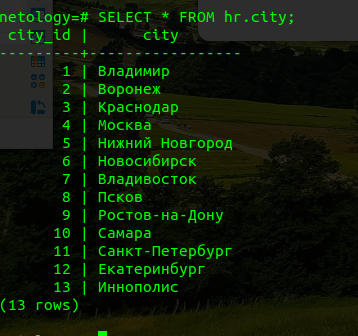 netology=# SELECT * FROM hr.city;
city_id | city
---------+-----------------
1 | Владимир
2 | Воронеж
3 | Краснодар
4 | Москва
5 | Нижний Новгород
6 | Новосибирск
7 | Владивосток
8 | Псков
9 | Ростов-на-Дону
10 | Самара
11 | Санкт-Петербург
12 | Екатеринбург
13 | Иннополис
(13 rows)